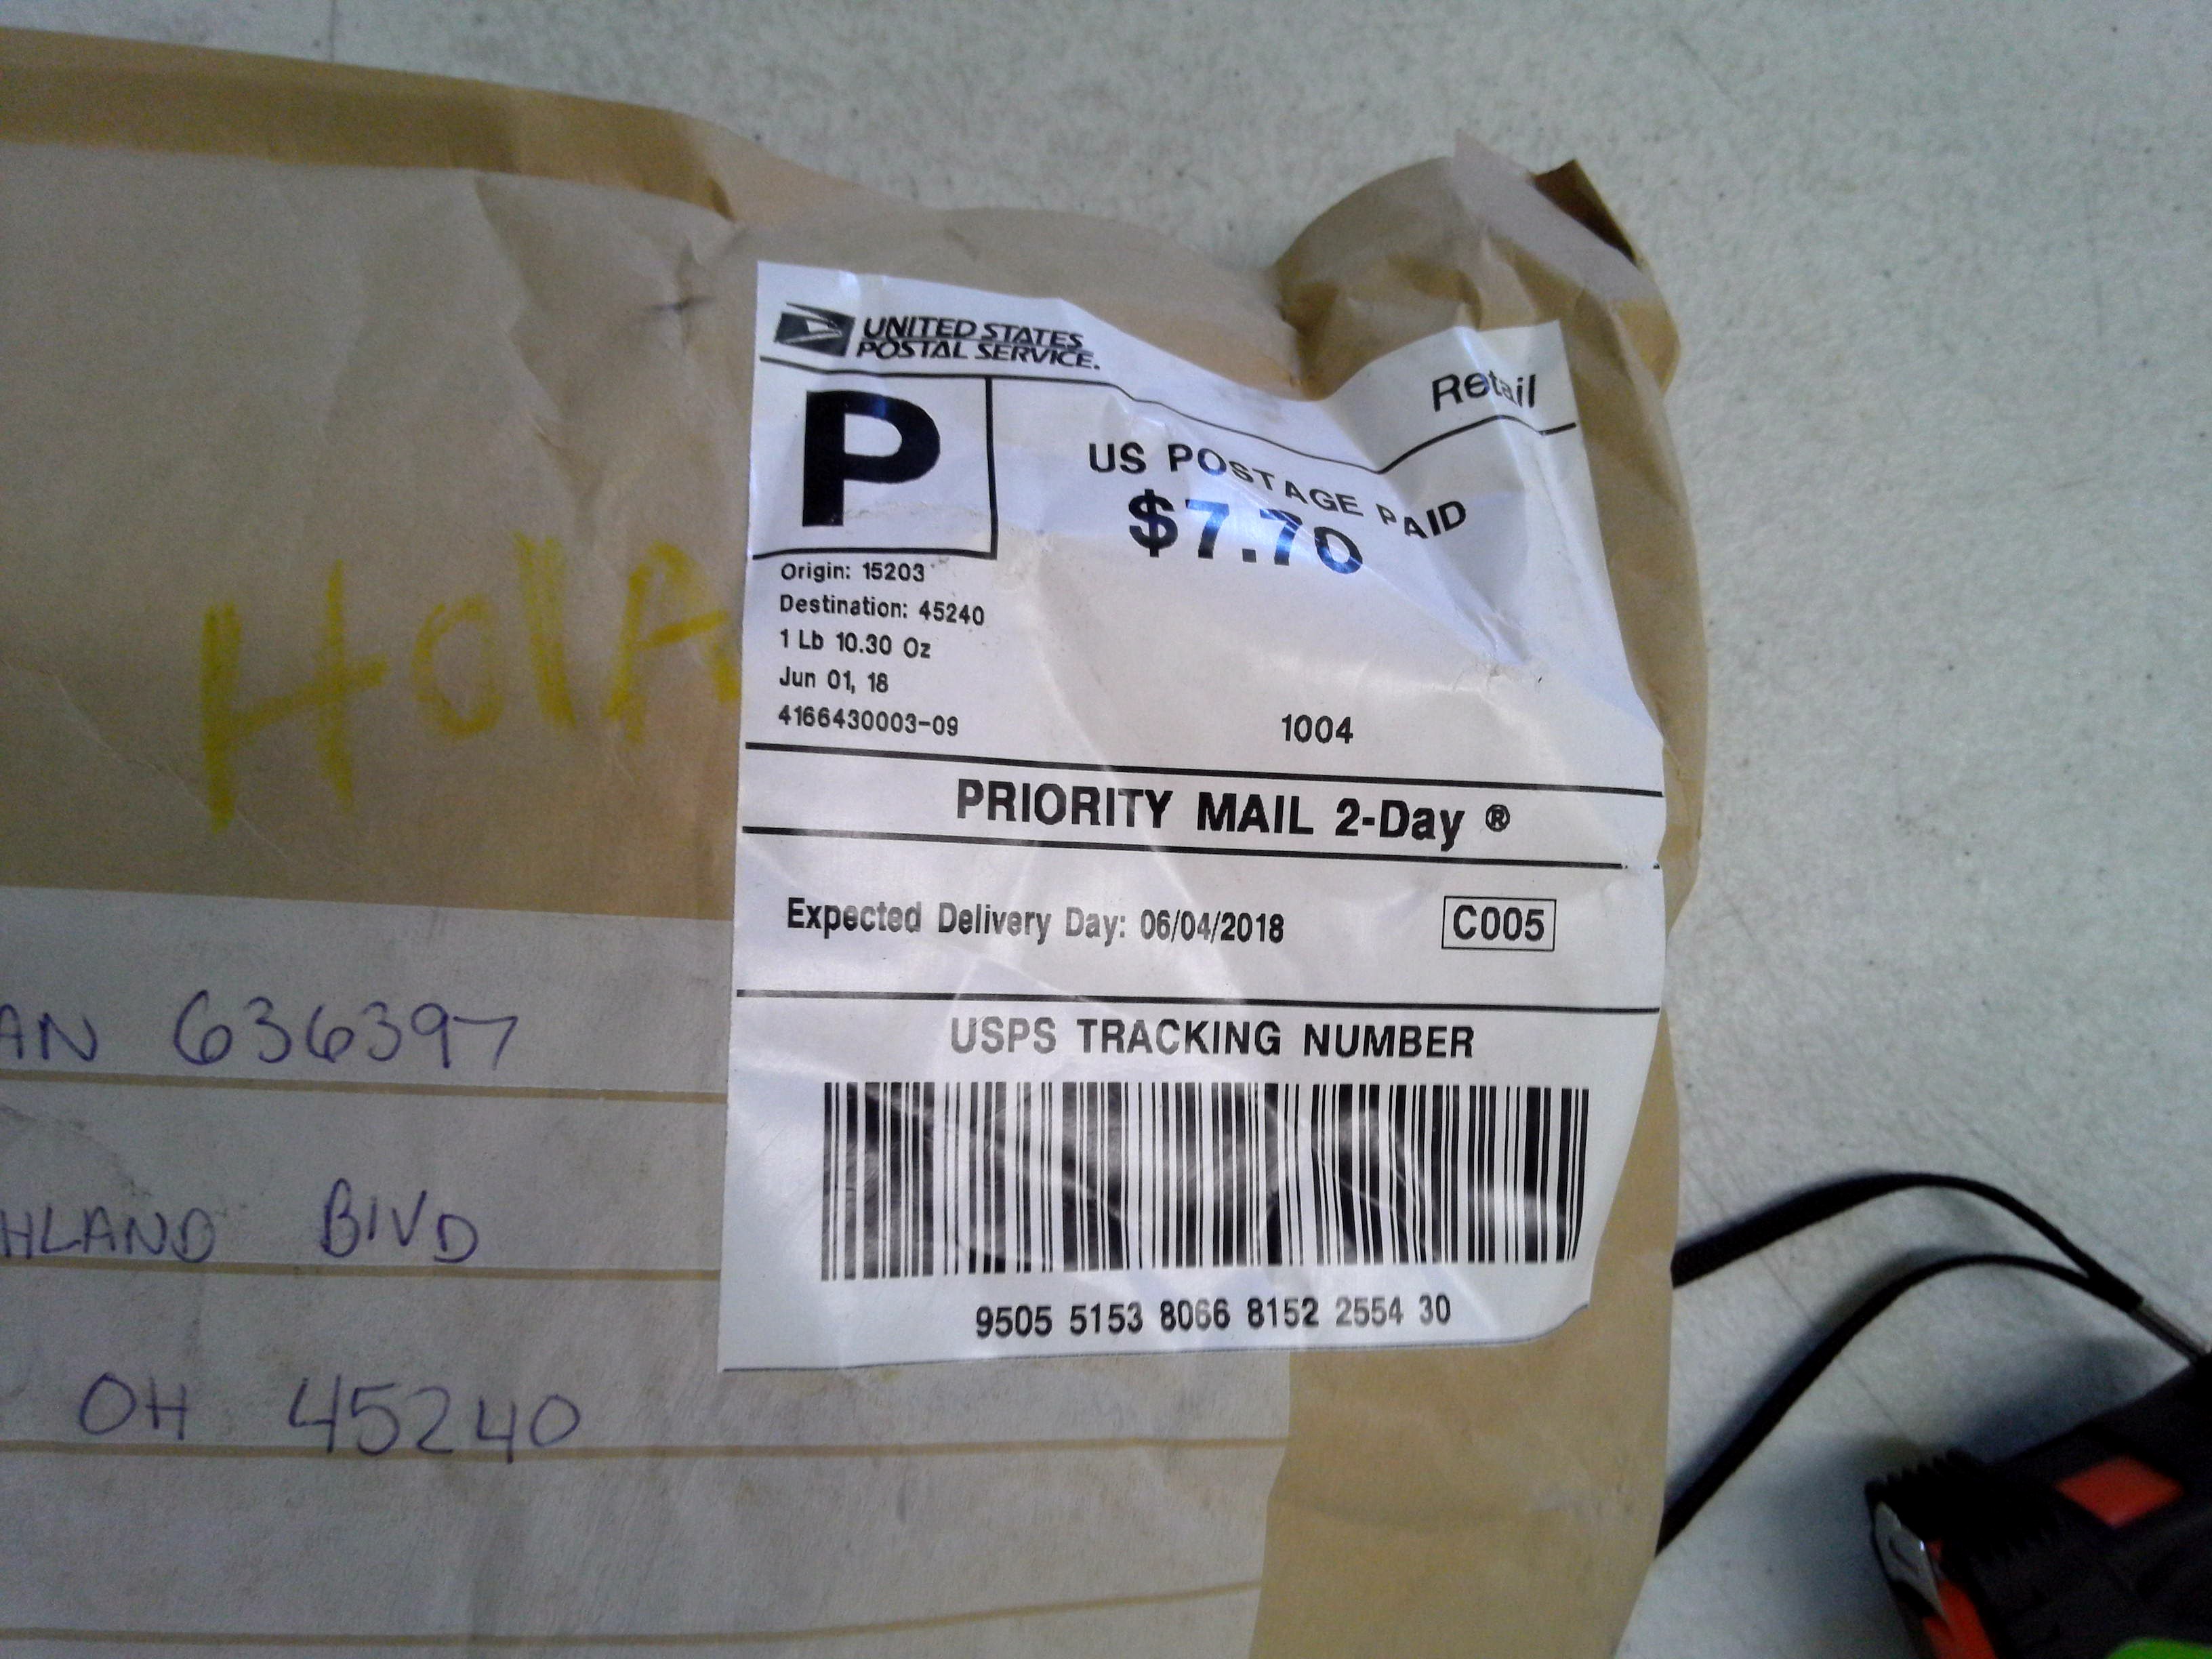 UNITED STATES
POSTAL SERVICE.
Retail
P
US POSTAGE PAID
$7.70
Origin: 15203
Destination: 45240
1 Lb 10.30 Oz
Jun 01, 18
4166430003-09
1004
PRIORITY MAIL 2-Day ®
Expected Delivery Day: 06/04/2018
C005
USPS TRACKING NUMBER
9505 5153 8066 8152 2554 30
HOlA
AN 636397
HLAND BlVD
OH 45240